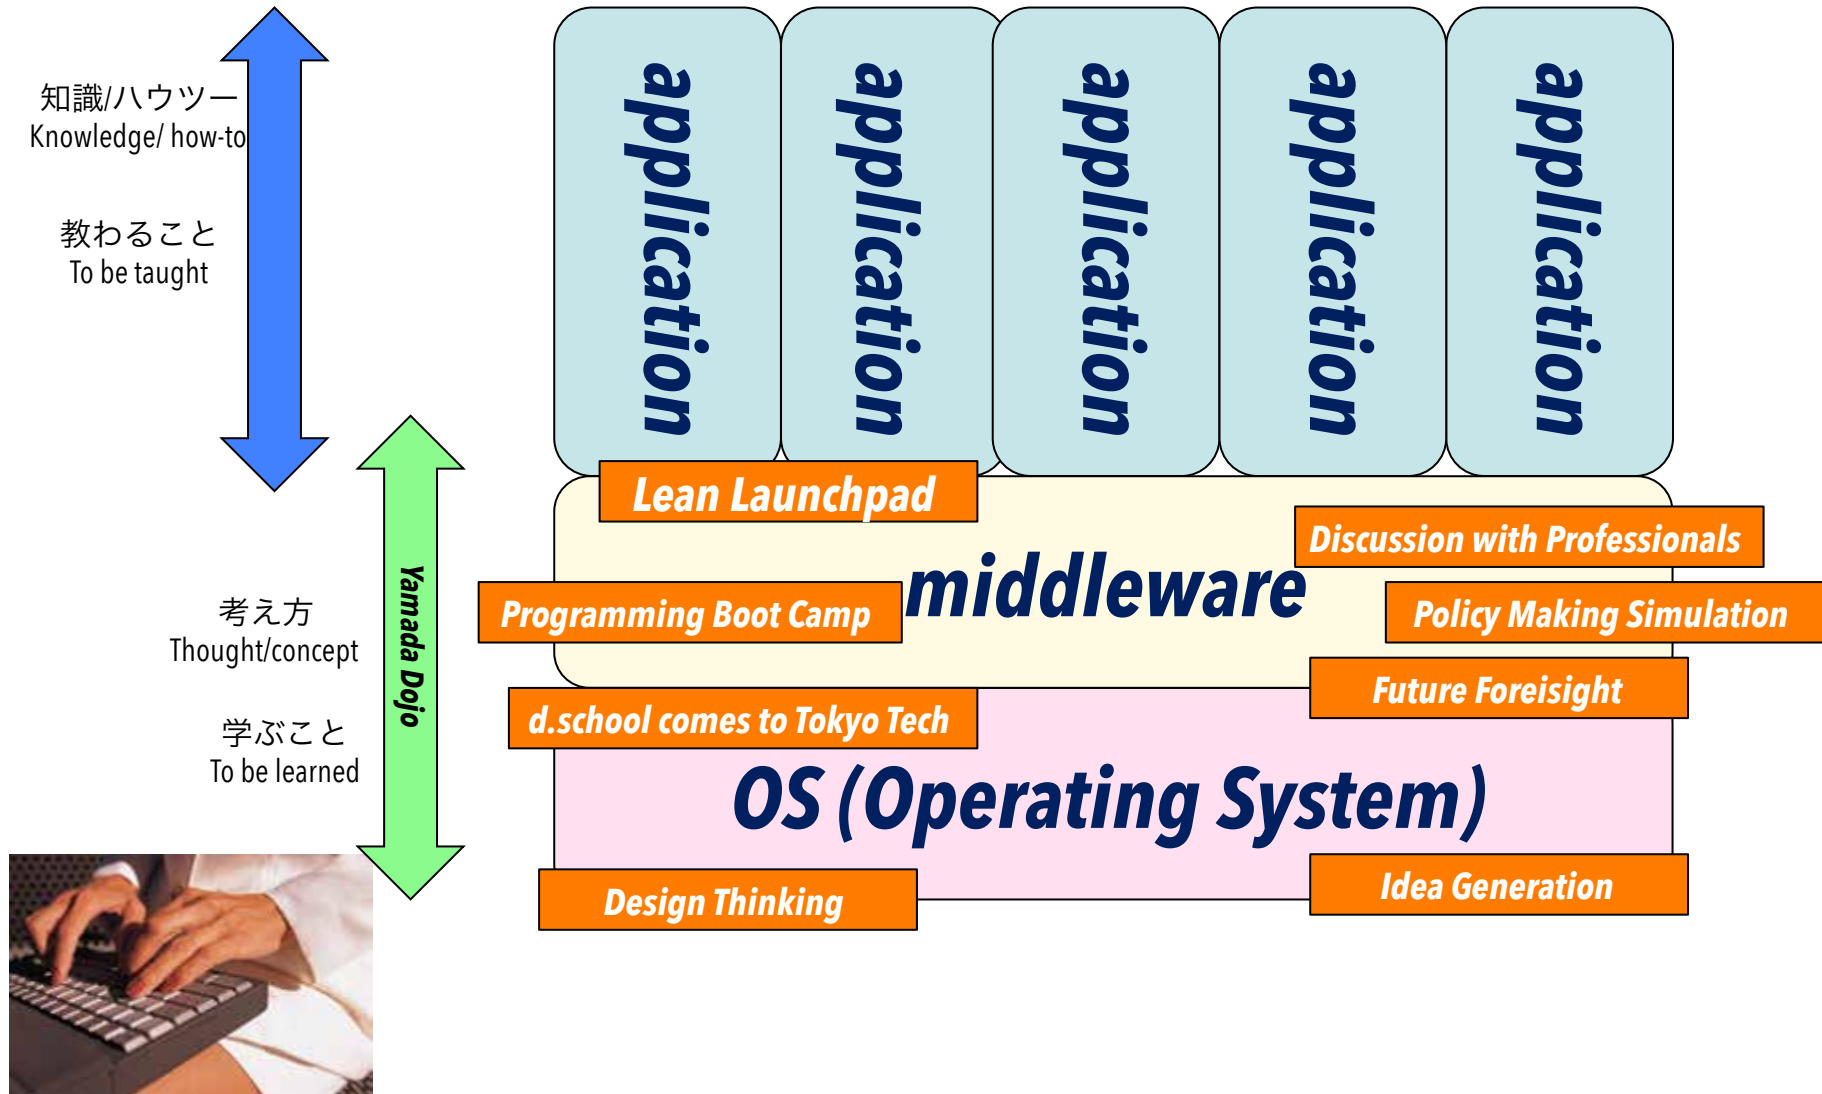 知識/ハウツー
Knowledge/ how-to
教わること
To be taught
application
application
application
application
application
Lean Launchpad
Discussion with Professionals
middleware
Programming Boot Camp
Policy Making Simulation
考え方
Thought/concept
Yamada Dojo
Future Foreisight
d.school comes to Tokyo Tech
学ぶこと
To be learned
OS (Operating System)
Design Thinking
Idea Generation